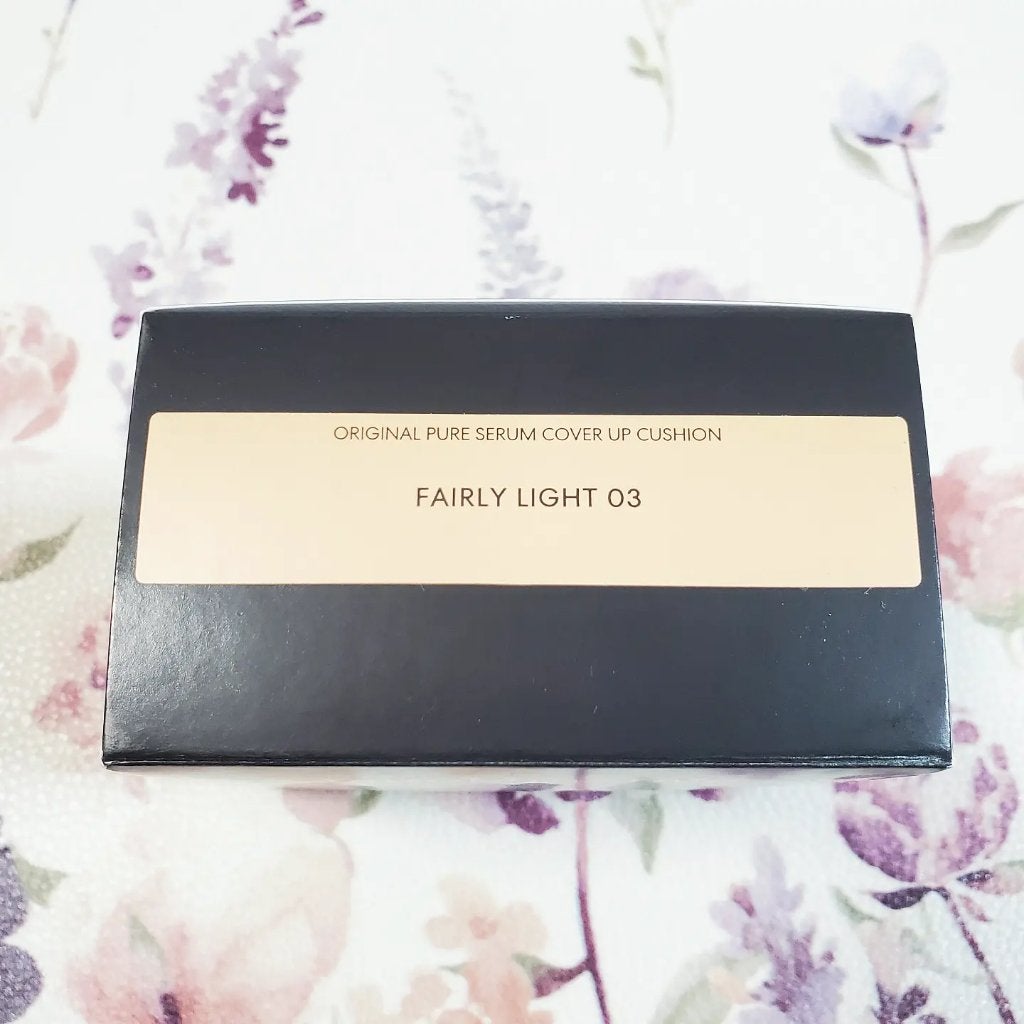 ORIGINAL PURE SERUM COVER UP CUSHION
FAIRLY LIGHT 03